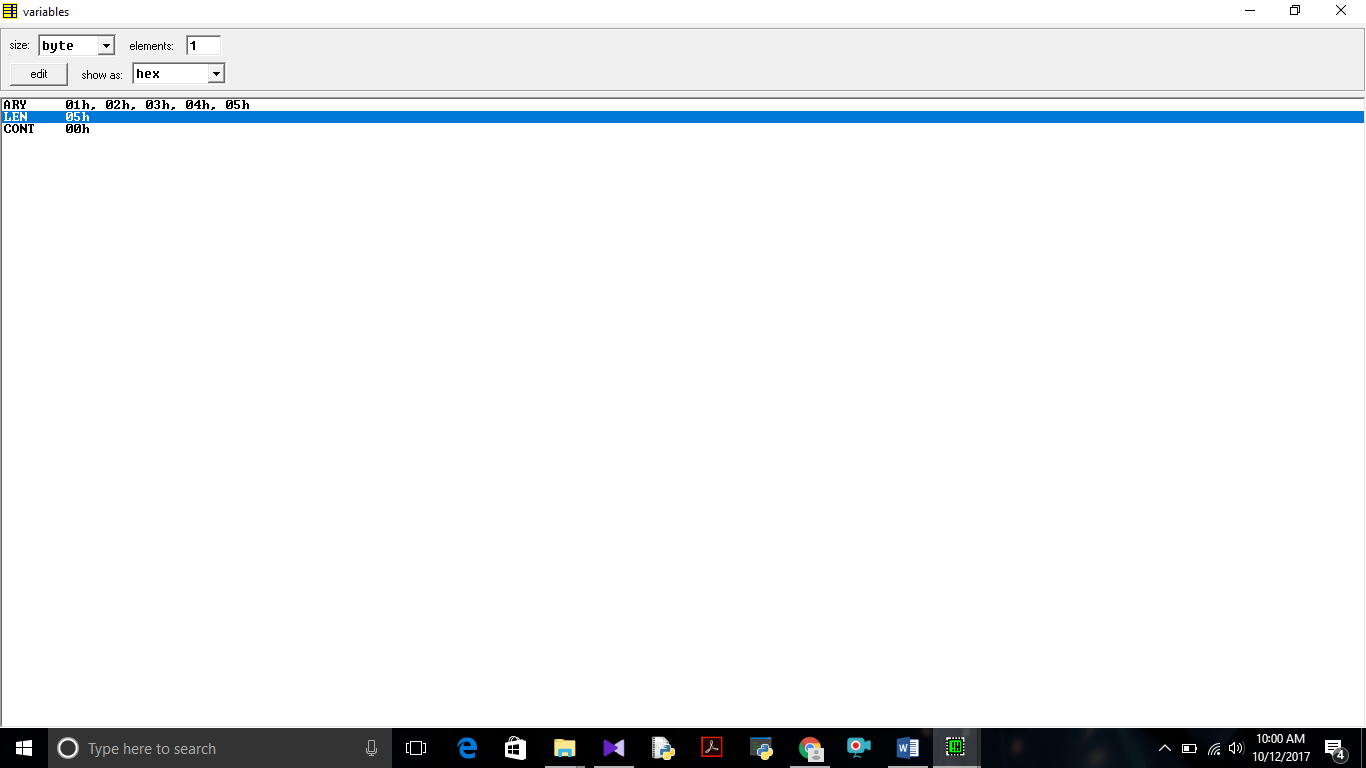 variables
size: byte elements: 1
edit show as: hex
ARY 01h, 02h, 03h, 04h, 05h
LEN 05h
CONT 00h
Type here to search
10:00 AM
10/12/2017
4